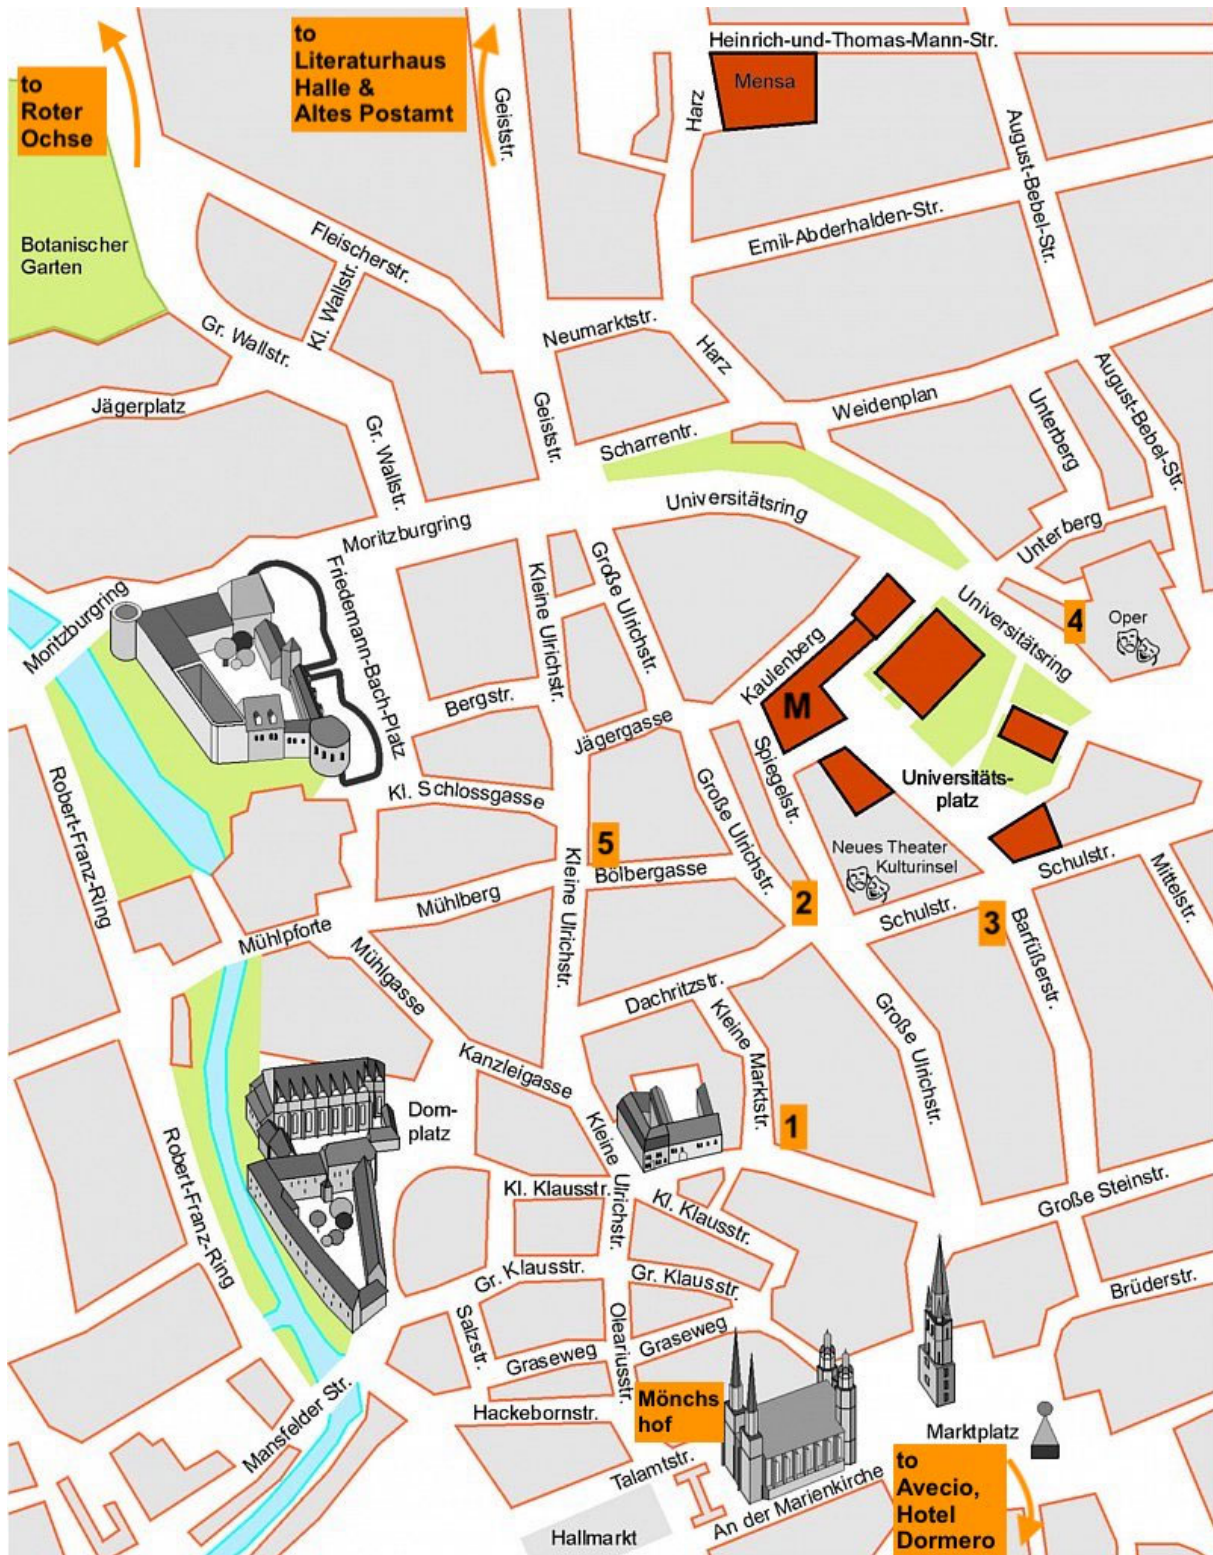 to
Literaturhaus
Halle &
Altes Postamt
to
Roter
Ochse
Heinrich-und-Thomas-Mann-Str.
Mensa
Harz
Geiststr.
August-Bebel-Str.
Botanischer
Garten
Fleischerstr.
Emil-Abderhalden-Str.
Kl. Wallstr.
Gr. Wallstr.
Neumarktstr.
Harz
Jägerplatz
Gr. Wallstr.
Geiststr.
Scharrentr.
Weidenplan
Unterberg
August-Bebel-Str.
Universitätsring
Moritzburgring
Unterberg
Moritzburgring
Friedemann-Bach-Platz
Kleine Ulrichstr.
Große Ulrichstr.
Kaulenberg
Universitätsring
4
Oper
Bergstr.
Jägergasse
M
Spiegelstr.
Universitäts-
platz
Robert-Franz-Ring
Kl. Schlossgasse
Große Ulrichstr.
5
Neues Theater
Kulturinsel
Schulstr.
Mittelstr.
Bölbergasse
Kleine Ulrichstr.
Mühlberg
2
Schulstr.
3
Barfüßerstr.
Mühlpforte
Mühlgasse
Dachritzstr.
Kleine Marktstr.
Große Ulrichstr.
Kanzleigasse
Dom-
platz
1
Robert-Franz-Ring
Kleine Ulrichstr.
Kl. Klausstr.
Kl. Klausstr.
Große Steinstr.
Gr. Klausstr.
Gr. Klausstr.
Brüderstr.
Salzstr.
Oleariusstr.
Graseweg
Graseweg
Mansfelder Str.
Hackebornstr.
Mönchs
hof
Marktplatz
Talamtstr.
An der Marienkirche
Hallmarkt
to
Avecio,
Hotel
Dormero